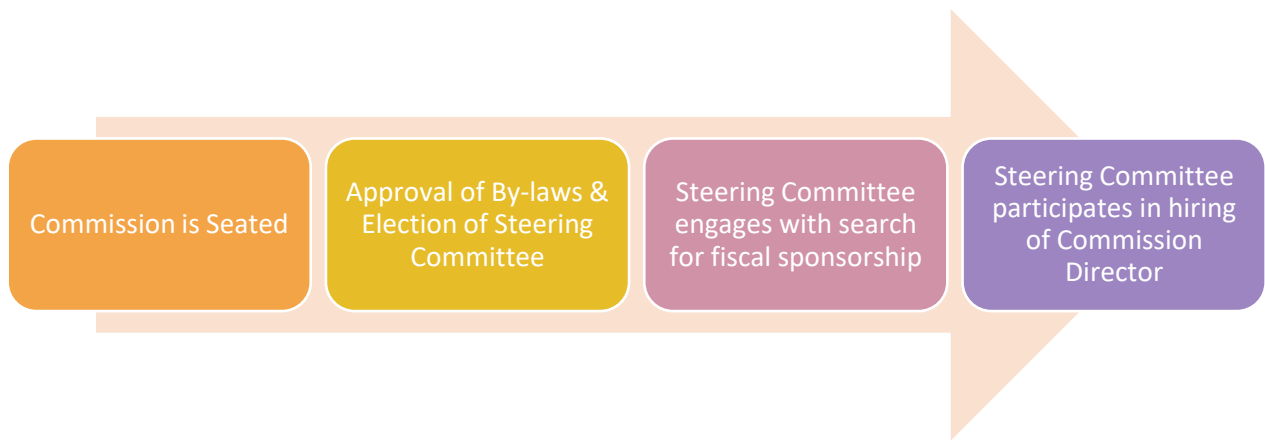 Commission is Seated
Approval of By-laws &
Election of Steering
Committee
Steering Committee
engages with search
for fiscal sponsorship
Steering Committee
participates in hiring
of Commission
Director